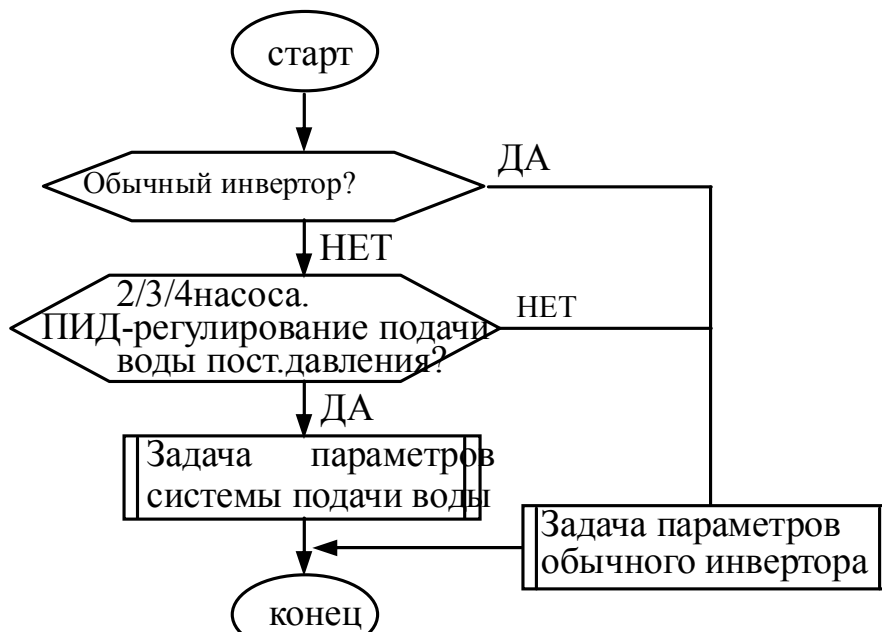 старт
Обычный инвертор?
ДА
НЕТ
2/3/4насоса.
ПИД-регулирование подачи
воды пост.давления?
НЕТ
ДА
Задача параметров
системы подачи воды
Задача параметров
обычного инвертора
конец